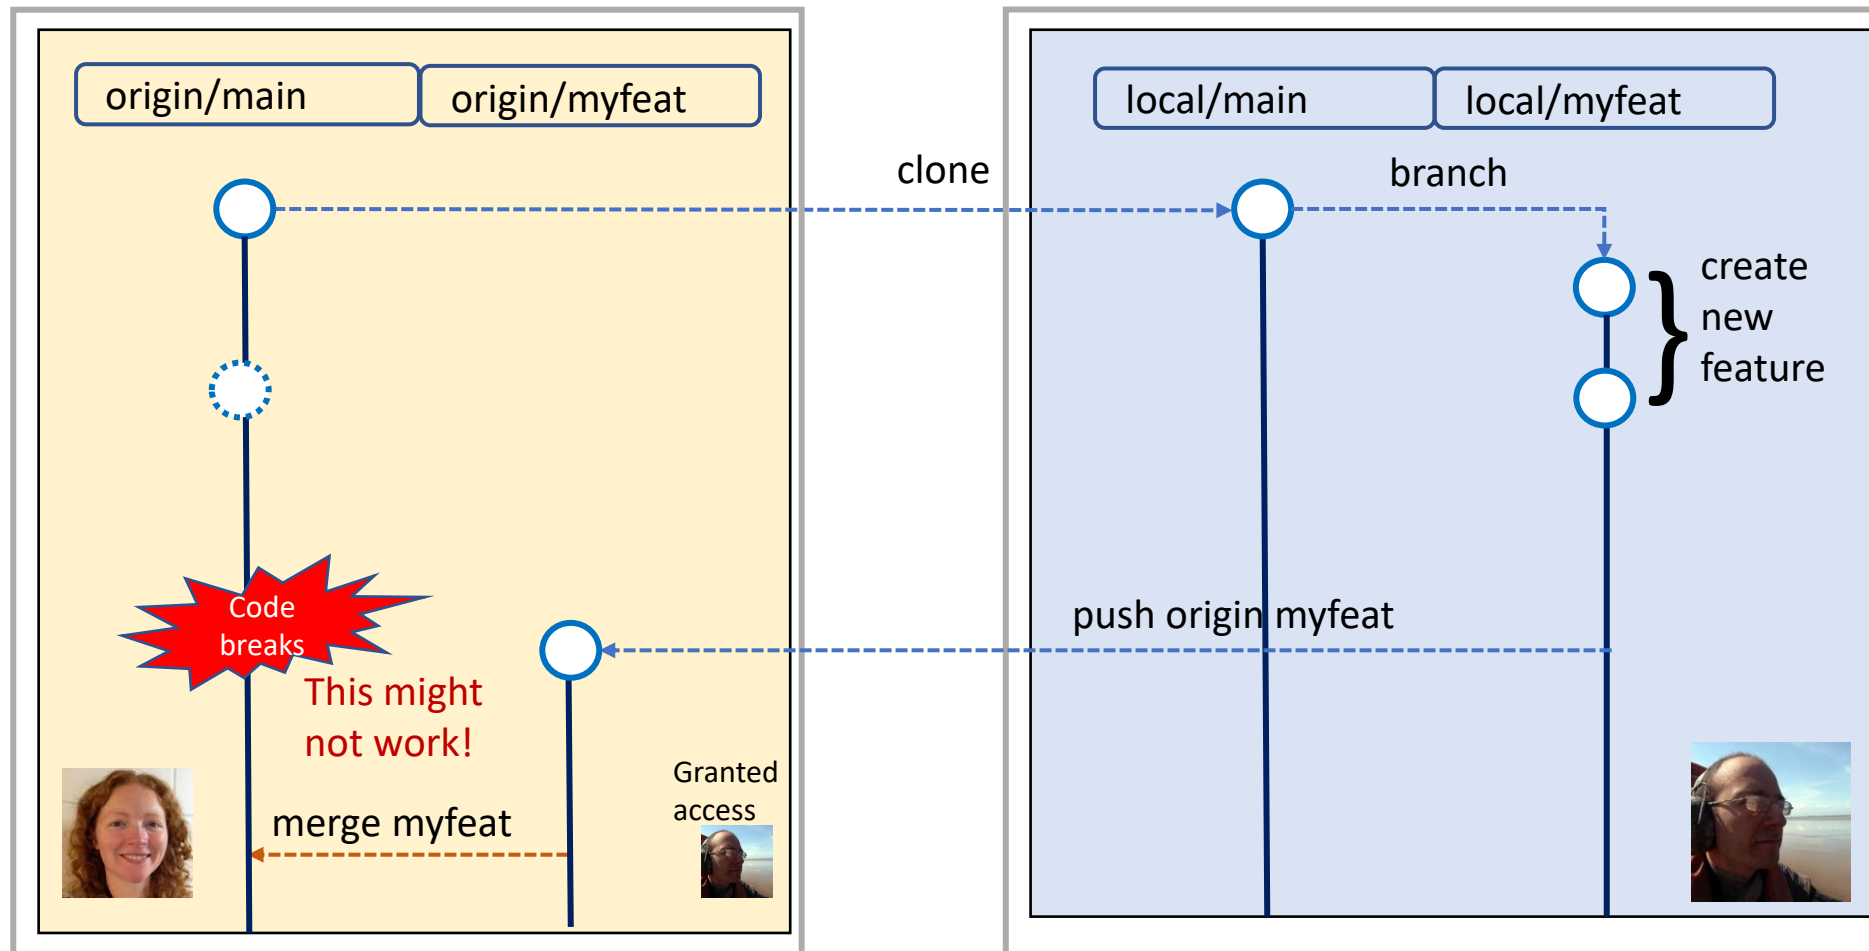 origin/main
origin/myfeat
local/main
local/myfeat
clone
branch
create
new
feature
Code
breaks
This might
not work!
push origin myfeat
Granted
access
merge myfeat